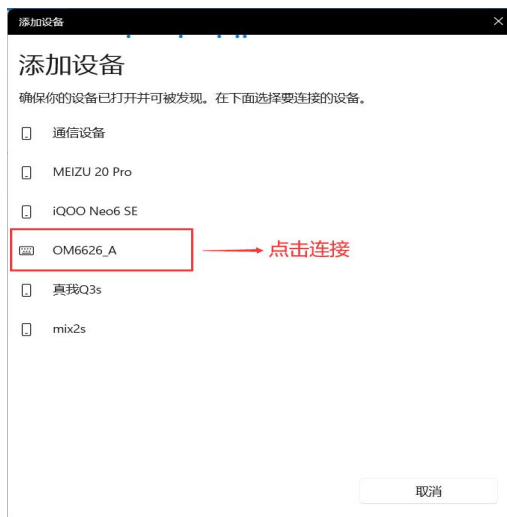 添加设备
添加设备
确保你的设备已打开并可被发现。在下面选择要连接的设备。
通信设备
MEIZU 20 Pro
iQOO Neo6 SE
OM6626_A
点击连接
真我Q3s
mix2s
取消